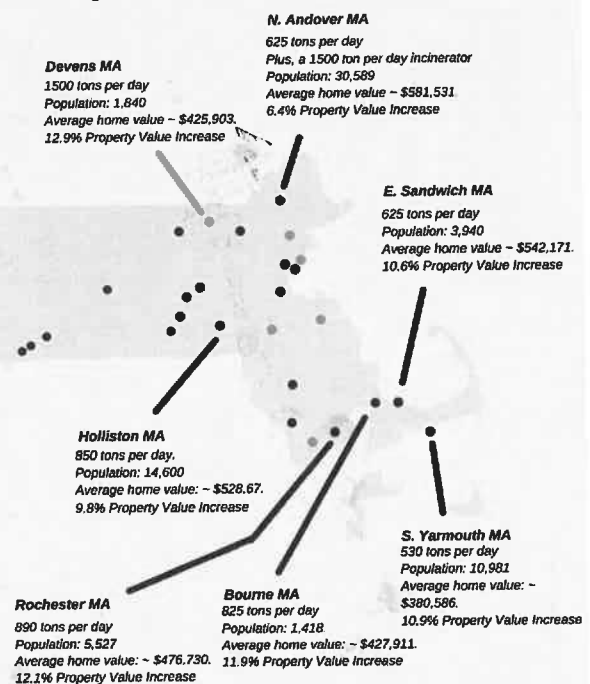 N. Andover MA
625 tons per day
Plus, a 1500 ton per day incinerator
Population: 30,589
Average home value ~ $581,531
6.4% Property Value Increase
Devens MA
1500 tons per day
Population: 1,840
Average home value ~ $425,903.
12.9% Property Value Increase
E. Sandwich MA
625 tons per day
Population: 3,940
Average home value ~ $542,171.
10.6% Property Value Increase
Holliston MA
850 tons per day.
Population: 14,600
Average home value: ~ $528.67.
9.8% Property Value Increase
S. Yarmouth MA
530 tons per day
Population: 10,981
Average home value: ~
$380,586.
10.9% Property Value Increase
Rochester MA
890 tons per day
Population: 5,527
Average home value: ~ $476,730.
12.1% Property Value Increase
Bourne MA
825 tons per day
Population: 1,418.
Average home value: ~ $427,911.
11.9% Property Value Increase